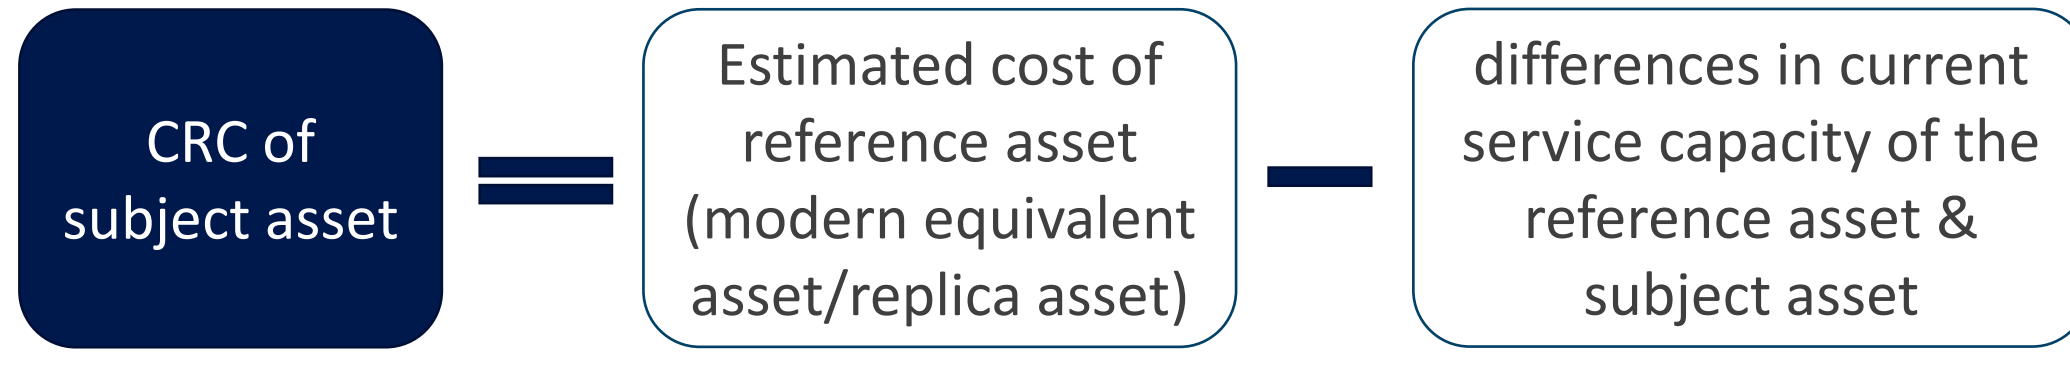 CRC of
subject asset
Estimated cost of
reference asset
(modern equivalent
asset/replica asset)
differences in current
service capacity of the
reference asset &
subject asset